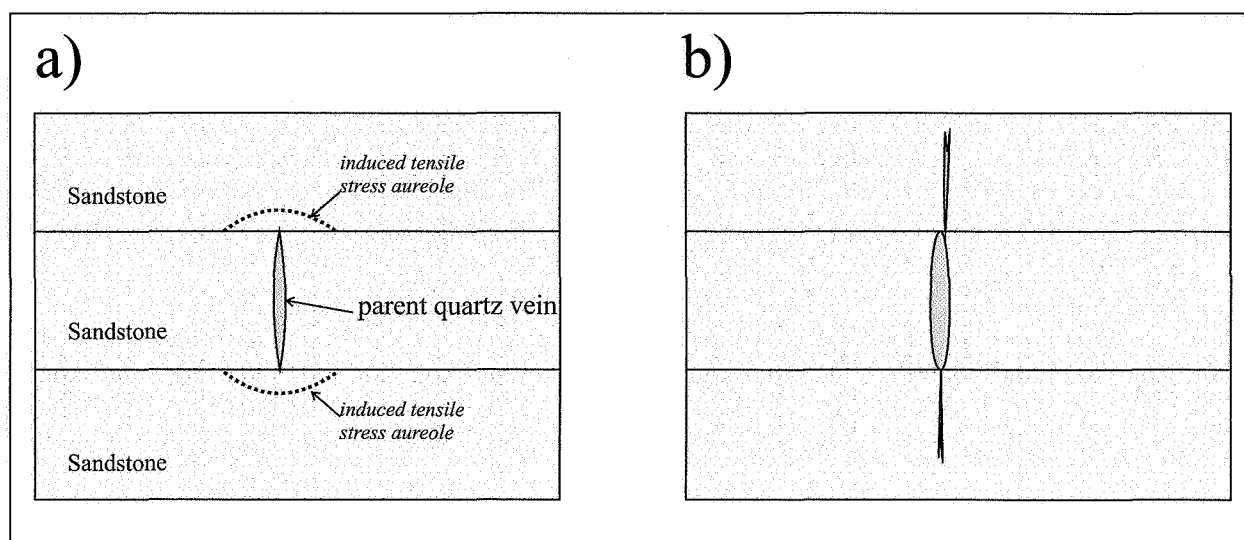 a)
b)
induced tensile
stress aureole
Sandstone
parent quartz vein
Sandstone
induced tensile
stress aureole
Sandstone